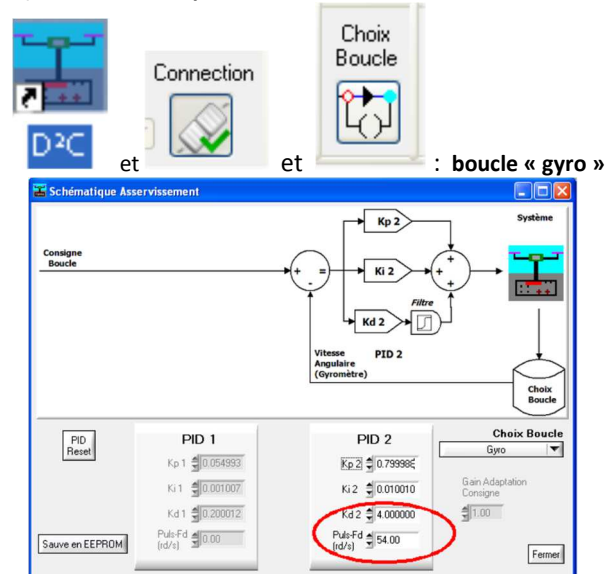 Connection
Choix
Boucle
D²C
et
et
: boucle « gyro »
Schématique Asservissement
Consigne
Boucle
Kp 2
Ki 2
Kd 2
Filtre
Système
+
-
=
+
+
+
Vitesse
Angulaire
(Gyromètre)
PID 2
Choix
Boucle
PID
Reset
PID 1
Kp 1 0.054993
Ki 1 0.001007
Kd 1 0.200012
Puls-Fd
(rd/s) 0.00
PID 2
Kp 2 0.79998
Ki 2 0.010010
Kd 2 4.000000
Puls-Fd
(rd/s) 54.00
Choix Boucle
Gyro
Gain Adaptation
Consigne
1.00
Sauve en EEPROM
Fermer